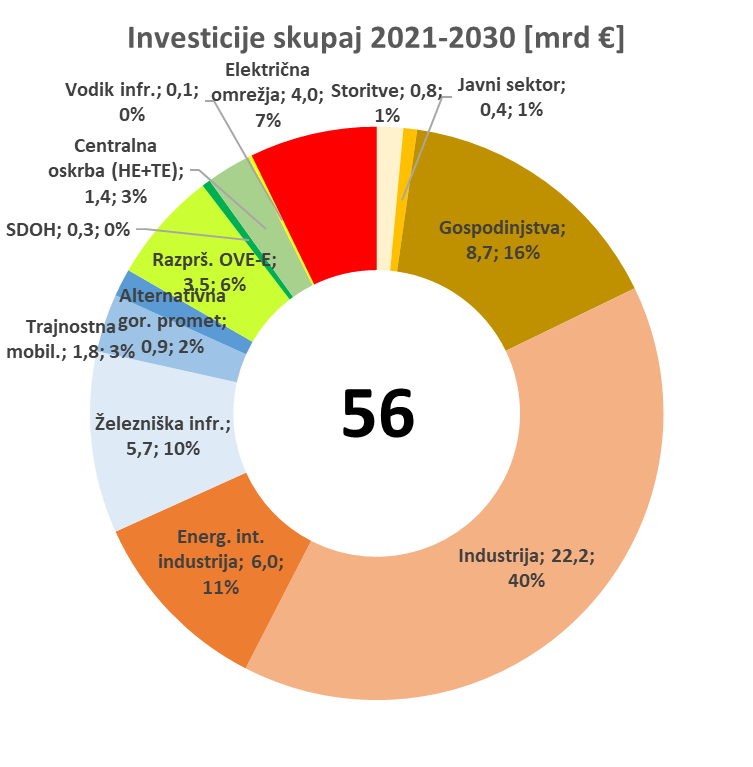 Investicije skupaj 2021-2030 [mrd €]
Vodik infr.; 0,1;
0%
Električna
omrežja; 4,0;
7%
Storitve; 0,8;
1%
Javni sektor;
0,4; 1%
Centralna
oskrba (HE+TE);
1,4; 3%
SDOH; 0,3; 0%
Gospodinjstva;
8,7; 16%
Razprš. OVE-E;
3,5; 6%
Alternativna
gor. promet;
0,9; 2%
Trajnostna
mobil.; 1,8; 3%
Železniška infr.;
5,7; 10%
56
Energ. int.
industrija; 6,0;
11%
Industrija; 22,2;
40%